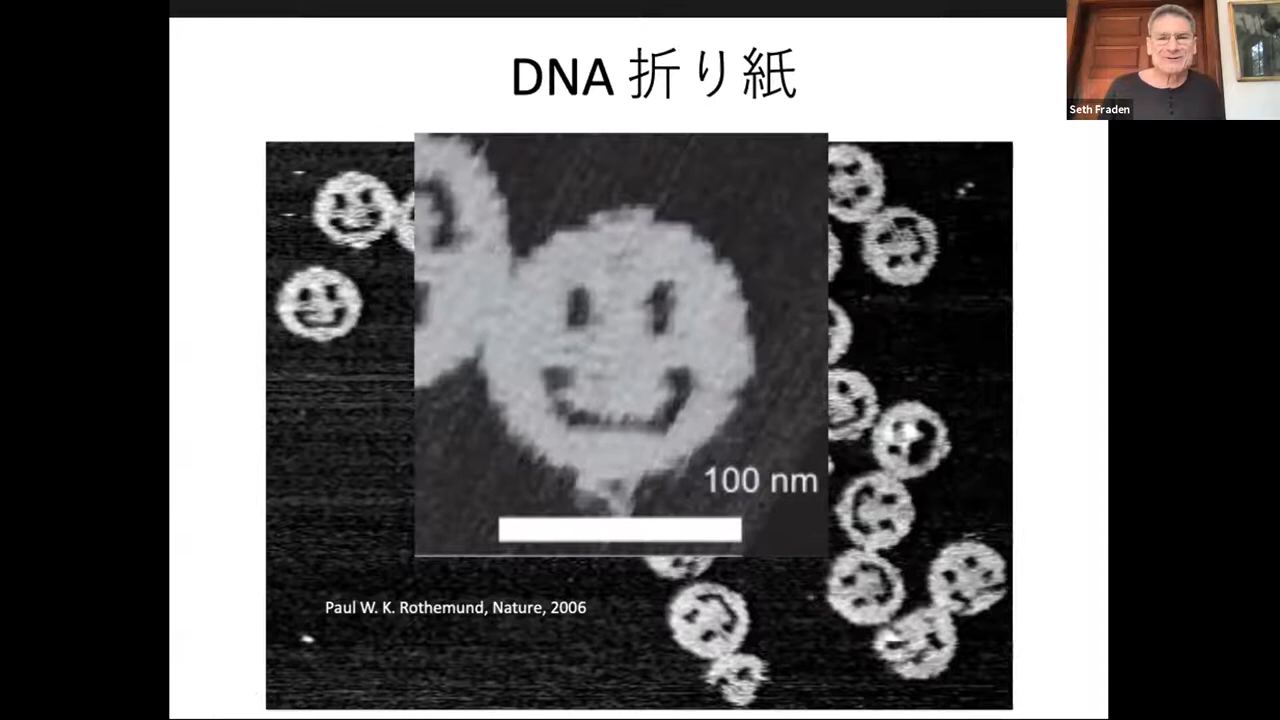 DNA 折り紙
Seth Fraden
100 nm
Paul W. K. Rothemund, Nature, 2006